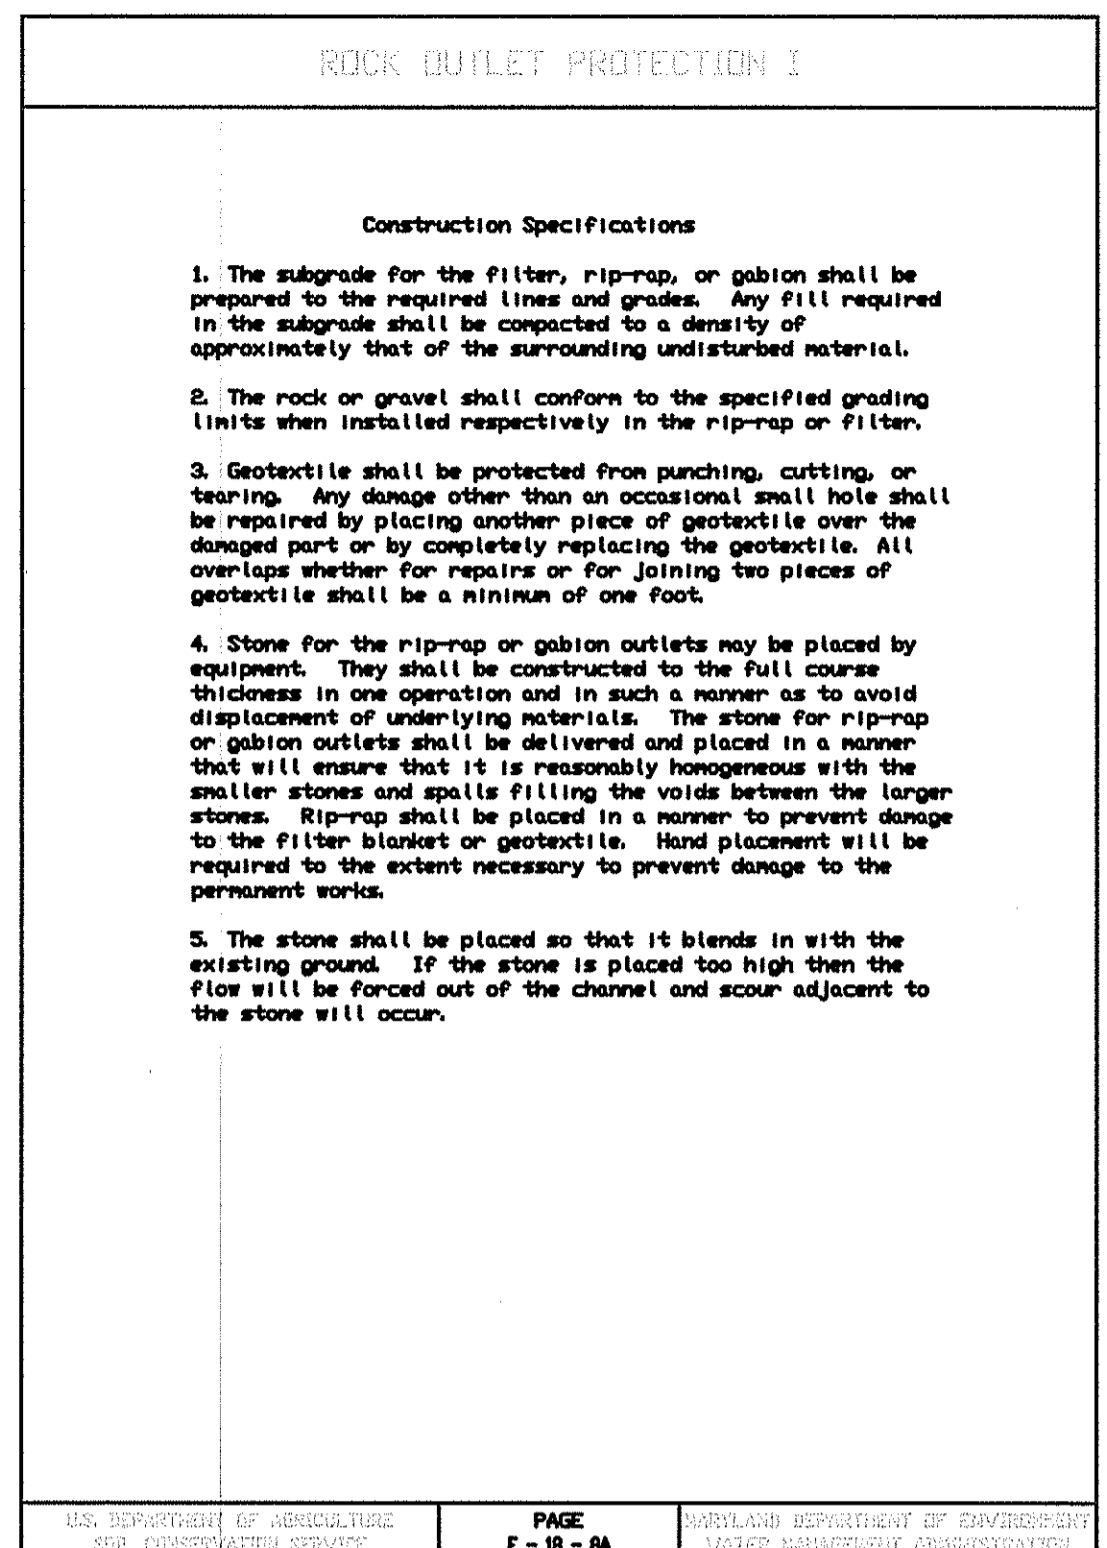 ROCK OUTLET PROTECTION I
Construction Specifications
1. The subgrade for the filter, rip-rap, or gabion shall be
prepared to the required lines and grades. Any fill required
in the subgrade shall be compacted to a density of
approximately that of the surrounding undisturbed material.
2. The rock or gravel shall conform to the specified grading
limits when installed respectively in the rip-rap or filter.
3. Geotextile shall be protected from punching, cutting, or
tearing. Any damage other than an occasional small hole shall
be repaired by placing another piece of geotextile over the
damaged part or by completely replacing the geotextile. All
overlaps whether for repairs or for joining two pieces of
geotextile shall be a minimum of one foot.
4. Stone for the rip-rap or gabion outlets may be placed by
equipment. They shall be constructed to the full course
thickness in one operation and in such a manner as to avoid
displacement of underlying materials. The stone for rip-rap
or gabion outlets shall be delivered and placed in a manner
that will ensure that it is reasonably homogeneous with the
smaller stones and spalls filling the voids between the larger
stones. Rip-rap shall be placed in a manner to prevent damage
to the filter blanket or geotextile. Hand placement will be
required to the extent necessary to prevent damage to the
permanent works.
5. The stone shall be placed so that it blends in with the
existing ground. If the stone is placed too high then the
flow will be forced out of the channel and scour adjacent to
the stone will occur.
U.S. DEPARTMENT OF AGRICULTURE
SOIL CONSERVATION SERVICE
PAGE
F - 18 - 8A
MARYLAND DEPARTMENT OF ENVIRONMENT
WATER MANAGEMENT ADMINISTRATION